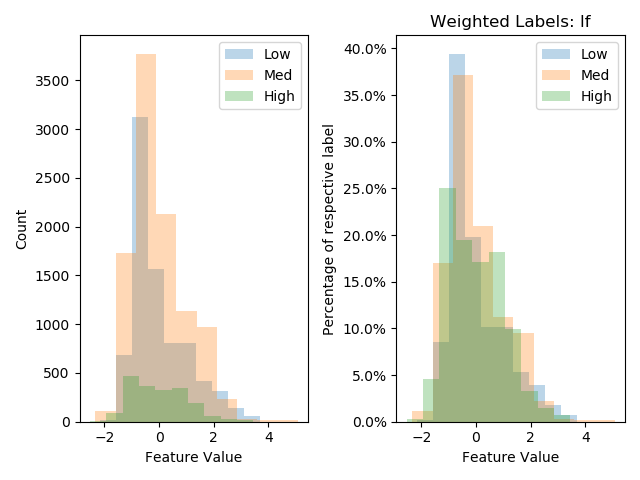 Low
Med
High
3500
3000
2500
2000
1500
1000
500
0
Count
−2
0
2
4
Feature Value
Weighted Labels: If
Low
Med
High
40.0%
35.0%
30.0%
25.0%
20.0%
15.0%
10.0%
5.0%
0.0%
Percentage of respective label
−2
0
2
4
Feature Value